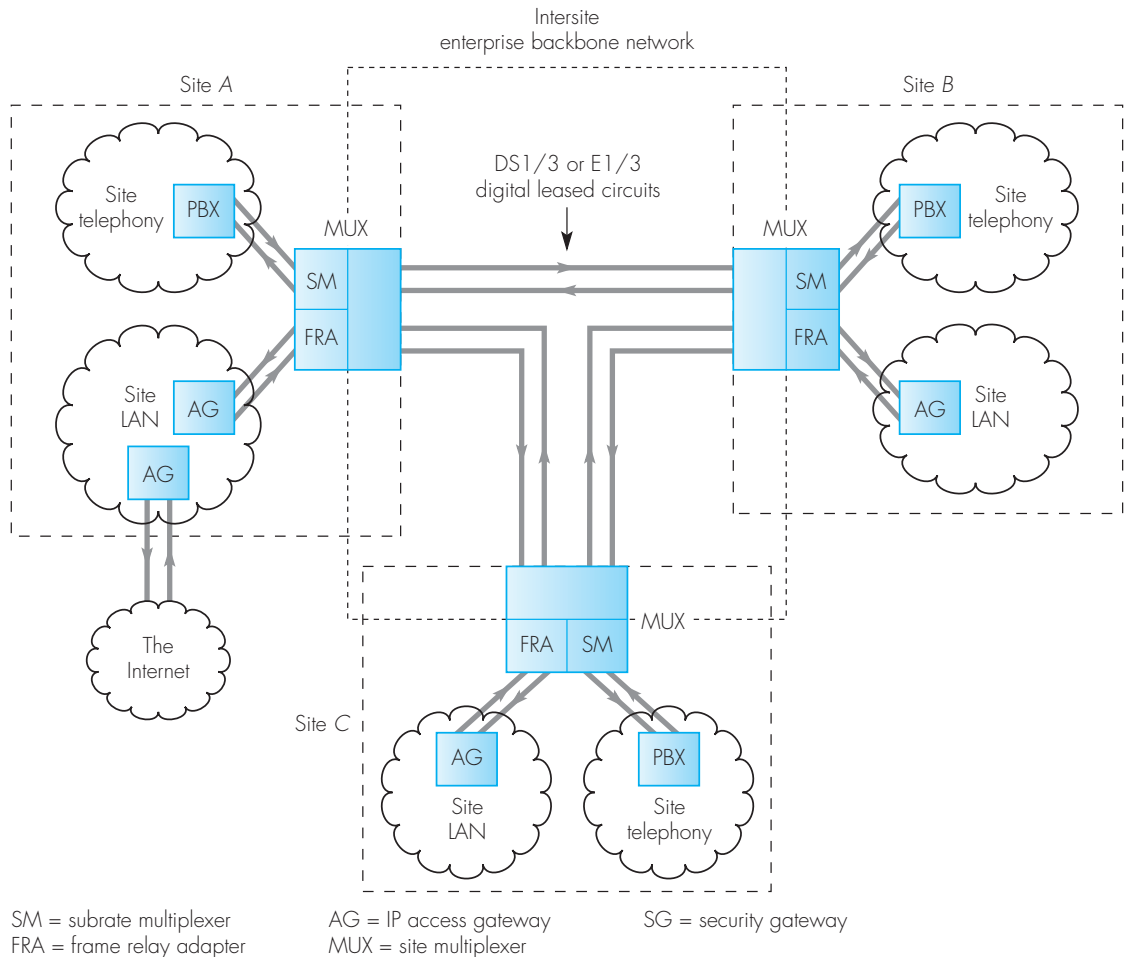 Intersite
enterprise backbone network
Site A
Site B
DS1/3 or E1/3
digital leased circuits
Site
telephony
PBX
MUX
SM
FRA
Site
LAN
AG
AG
The
Internet
MUX
SM
FRA
PBX
Site
telephony
AG
Site
LAN
MUX
FRA
SM
Site C
AG
Site
LAN
PBX
Site
telephony
SM = subrate multiplexer
AG = IP access gateway
SG = security gateway
FRA = frame relay adapter
MUX = site multiplexer